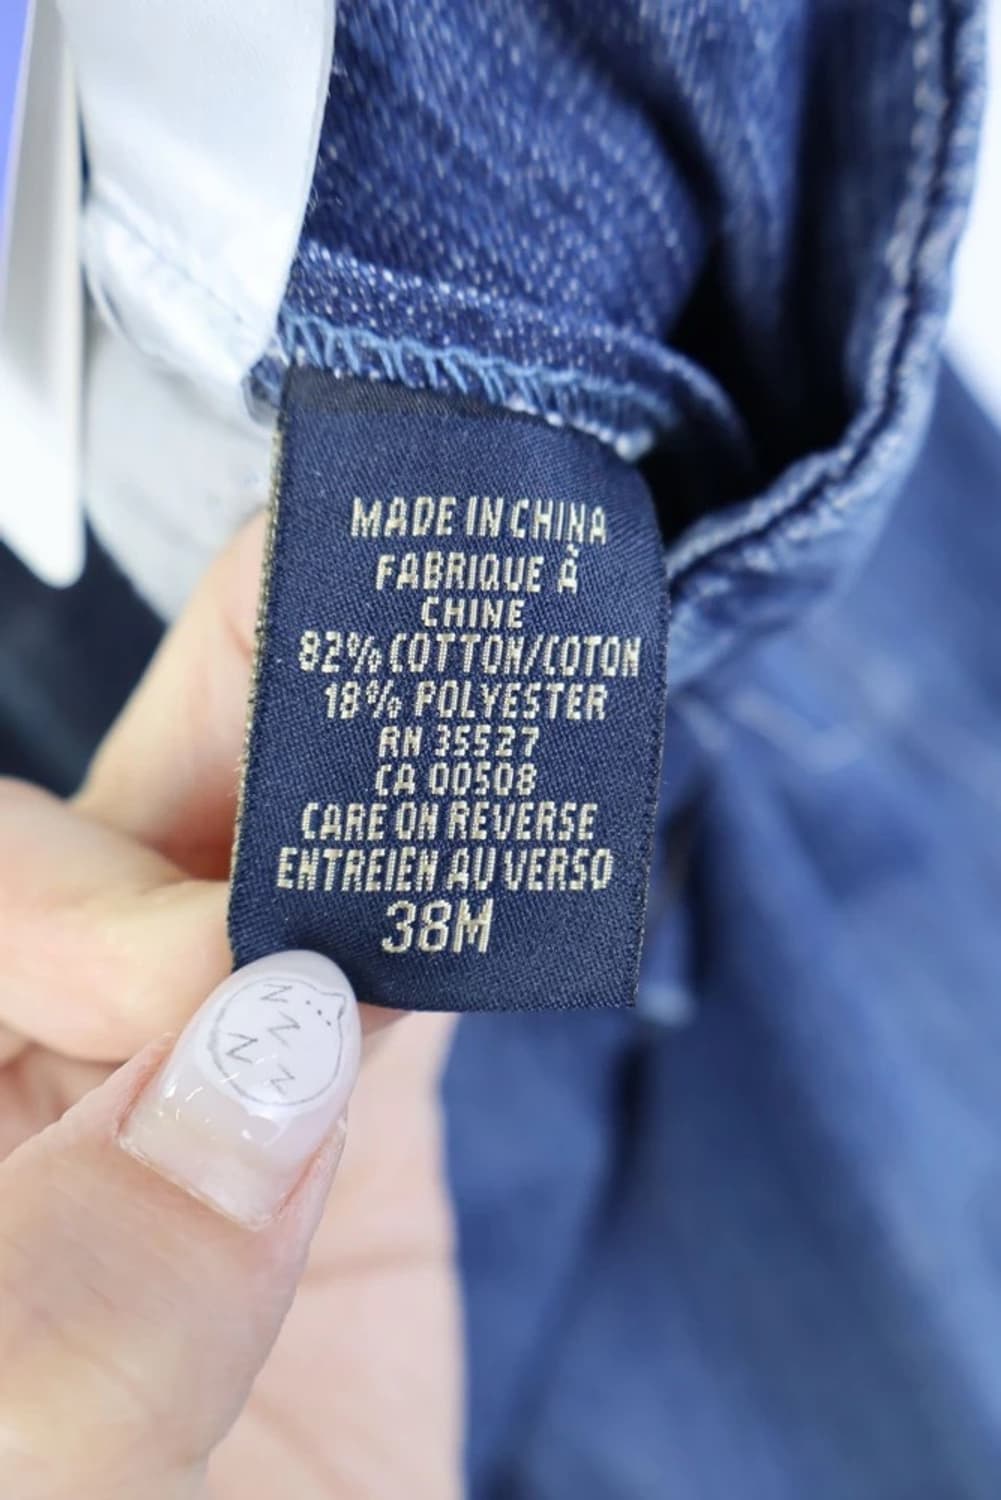 MADE IN CHINA
FABRIQUE À
CHINE
82% COTTON/COTON
18% POLYESTER
RN 35527
CA 00508
CARE ON REVERSE
ENTREIEN AU VERSO
38M
Z
Z
Z
Z